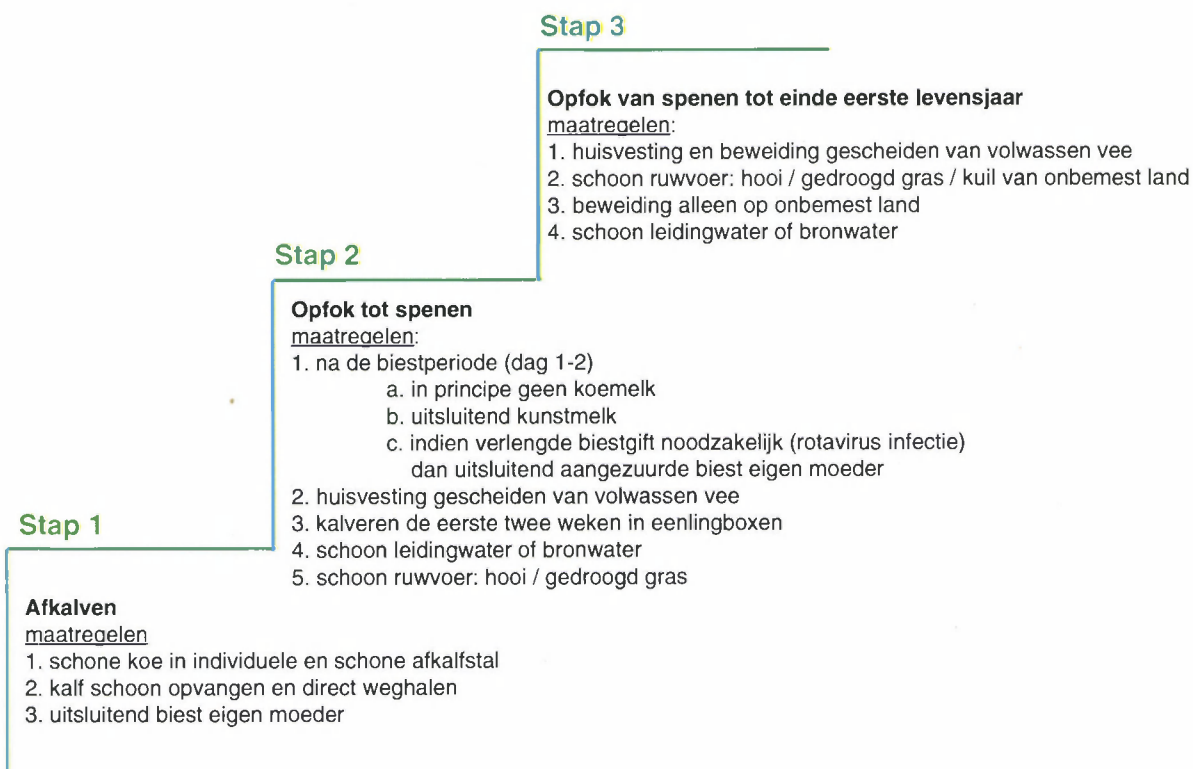 Stap 3
Opfok van spenen tot einde eerste levensjaar
maatregelen:
1. huisvesting en beweiding gescheiden van volwassen vee
2. schoon ruwvoer: hooi / gedroogd gras / kuil van onbemest land
3. beweiding alleen op onbemest land
4. schoon leidingwater of bronwater
Stap 2
Opfok tot spenen
maatregelen:
1. na de biestperiode (dag 1-2)
a. in principe geen koemelk
b. uitsluitend kunstmelk
c. indien verlengde biestgift noodzakelijk (rotavirus infectie)
dan uitsluitend aangezuurde biest eigen moeder
2. huisvesting gescheiden van volwassen vee
3. kalveren de eerste twee weken in eenlingboxen
4. schoon leidingwater of bronwater
5. schoon ruwvoer: hooi / gedroogd gras
Stap 1
Afkalven
maatregelen
1. schone koe in individuele en schone afkalfstal
2. kalf schoon opvangen en direct weghalen
3. uitsluitend biest eigen moeder